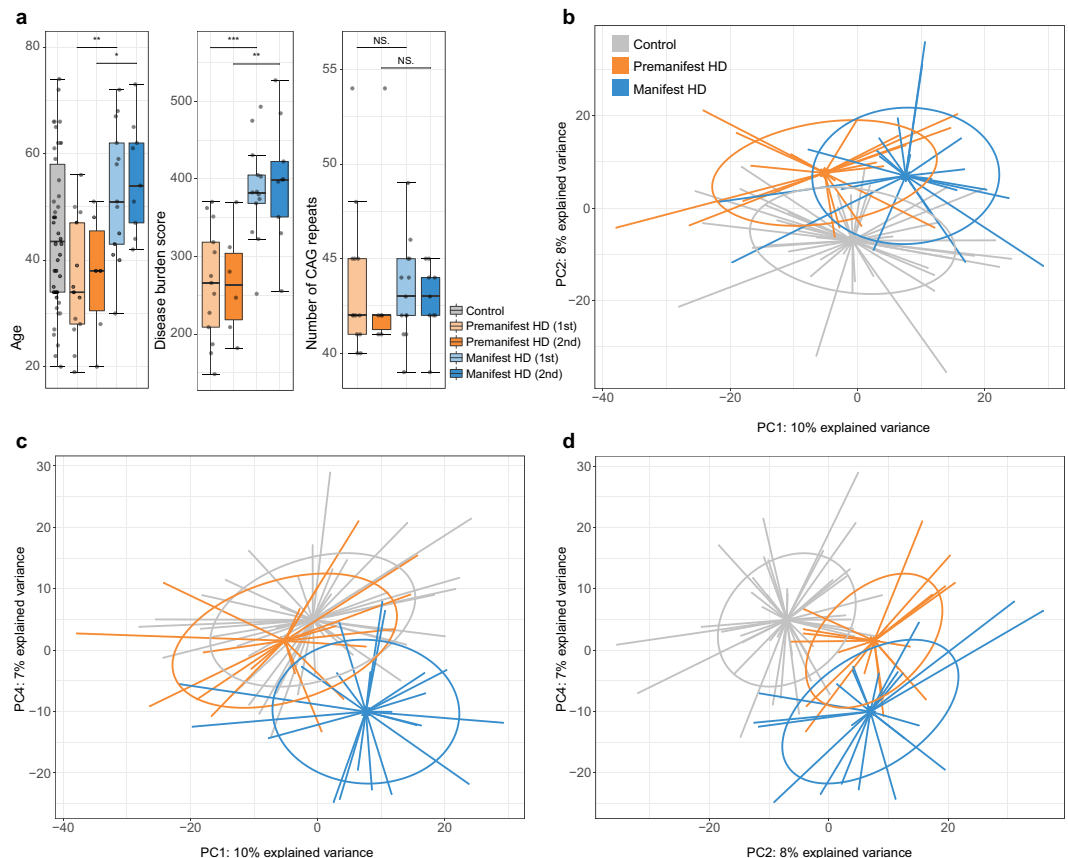 a
Age
80
60
40
20
**
*
Disease burden score
500
400
300
200
***
**
Number of CAG repeats
55
50
45
40
NS.
NS.
Control
Premanifest HD (1st)
Premanifest HD (2nd)
Manifest HD (1st)
Manifest HD (2nd)
b
Control
Premanifest HD
Manifest HD
PC2: 8% explained variance
20
0
−20
−40
−20
0
20
PC1: 10% explained variance
c
PC4: 7% explained variance
30
20
10
0
−10
−20
−40
−20
0
20
PC1: 10% explained variance
d
PC4: 7% explained variance
30
20
10
0
−10
−20
−20
0
20
PC2: 8% explained variance